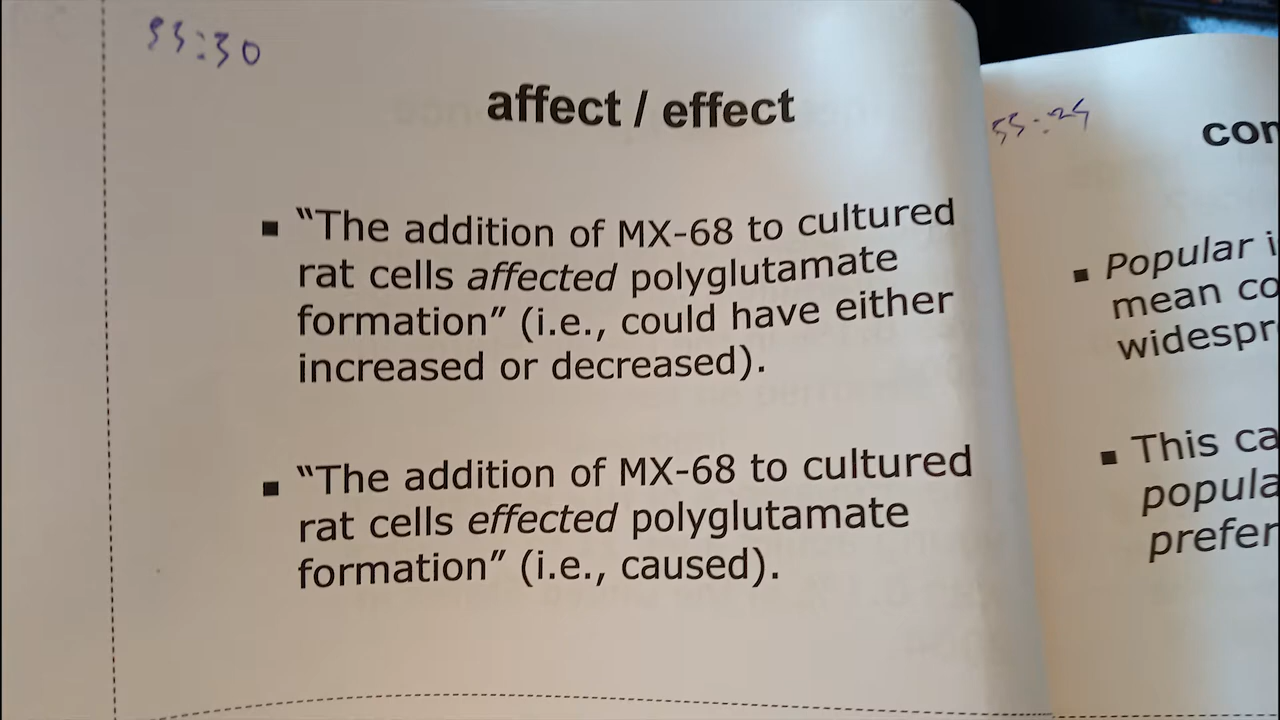 55:30
affect / effect
▪ “The addition of MX-68 to cultured
rat cells affected polyglutamate
formation” (i.e., could have either
increased or decreased).
▪ “The addition of MX-68 to cultured
rat cells effected polyglutamate
formation” (i.e., caused).
55:25
con
▪ Popular i
mean co
widespr
▪ This ca
popula
prefer